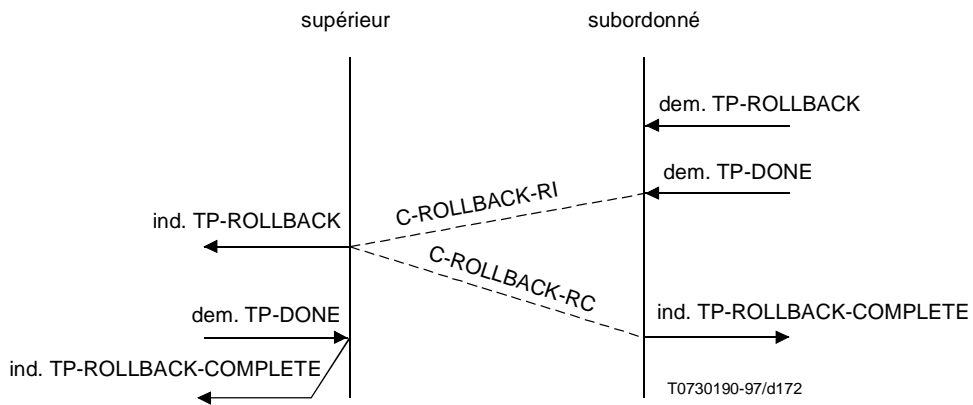 supérieur
subordonné
dem. TP-ROLLBACK
dem. TP-DONE
C-ROLLBACK-RI
ind. TP-ROLLBACK
C-ROLLBACK-RC
dem. TP-DONE
ind. TP-ROLLBACK-COMPLETE
ind. TP-ROLLBACK-COMPLETE
T0730190-97/d172